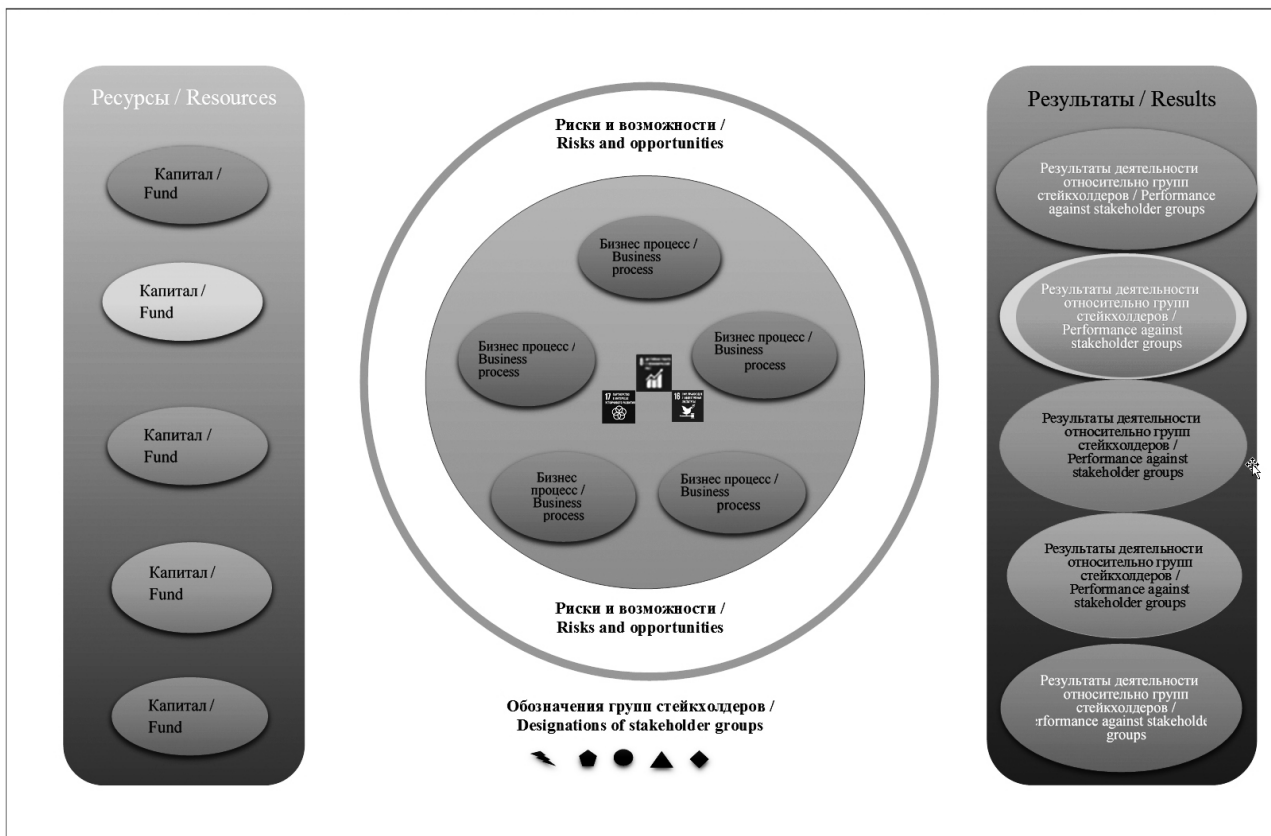 Ресурсы / Resources
Капитал /
Fund
Капитал /
Fund
Капитал /
Fund
Капитал /
Fund
Капитал /
Fund
Риски и возможности /
Risks and opportunities
Бизнес процесс /
Business
process
Бизнес процесс /
Business
process
Бизнес процесс /
Business
process
17
16
Бизнес
процесс /
Business
process
Бизнес процесс /
Business
process
Риски и возможности /
Risks and opportunities
Обозначения групп стейкхолдеров /
Designations of stakeholder groups
Результаты / Results
Результаты деятельности
относительно групп
стейкхолдеров / Performance
against stakeholder groups
Результаты деятельности
относительно групп
стейкхолдеров /
Performance against
stakeholder groups
Результаты деятельности
относительно групп
стейкхолдеров /
Performance against
stakeholder groups
Результаты деятельности
относительно групп
стейкхолдеров /
Performance against
stakeholder groups
Результаты деятельности
относительно групп
стейкхолдеров /
rformance against stakeholde
groups